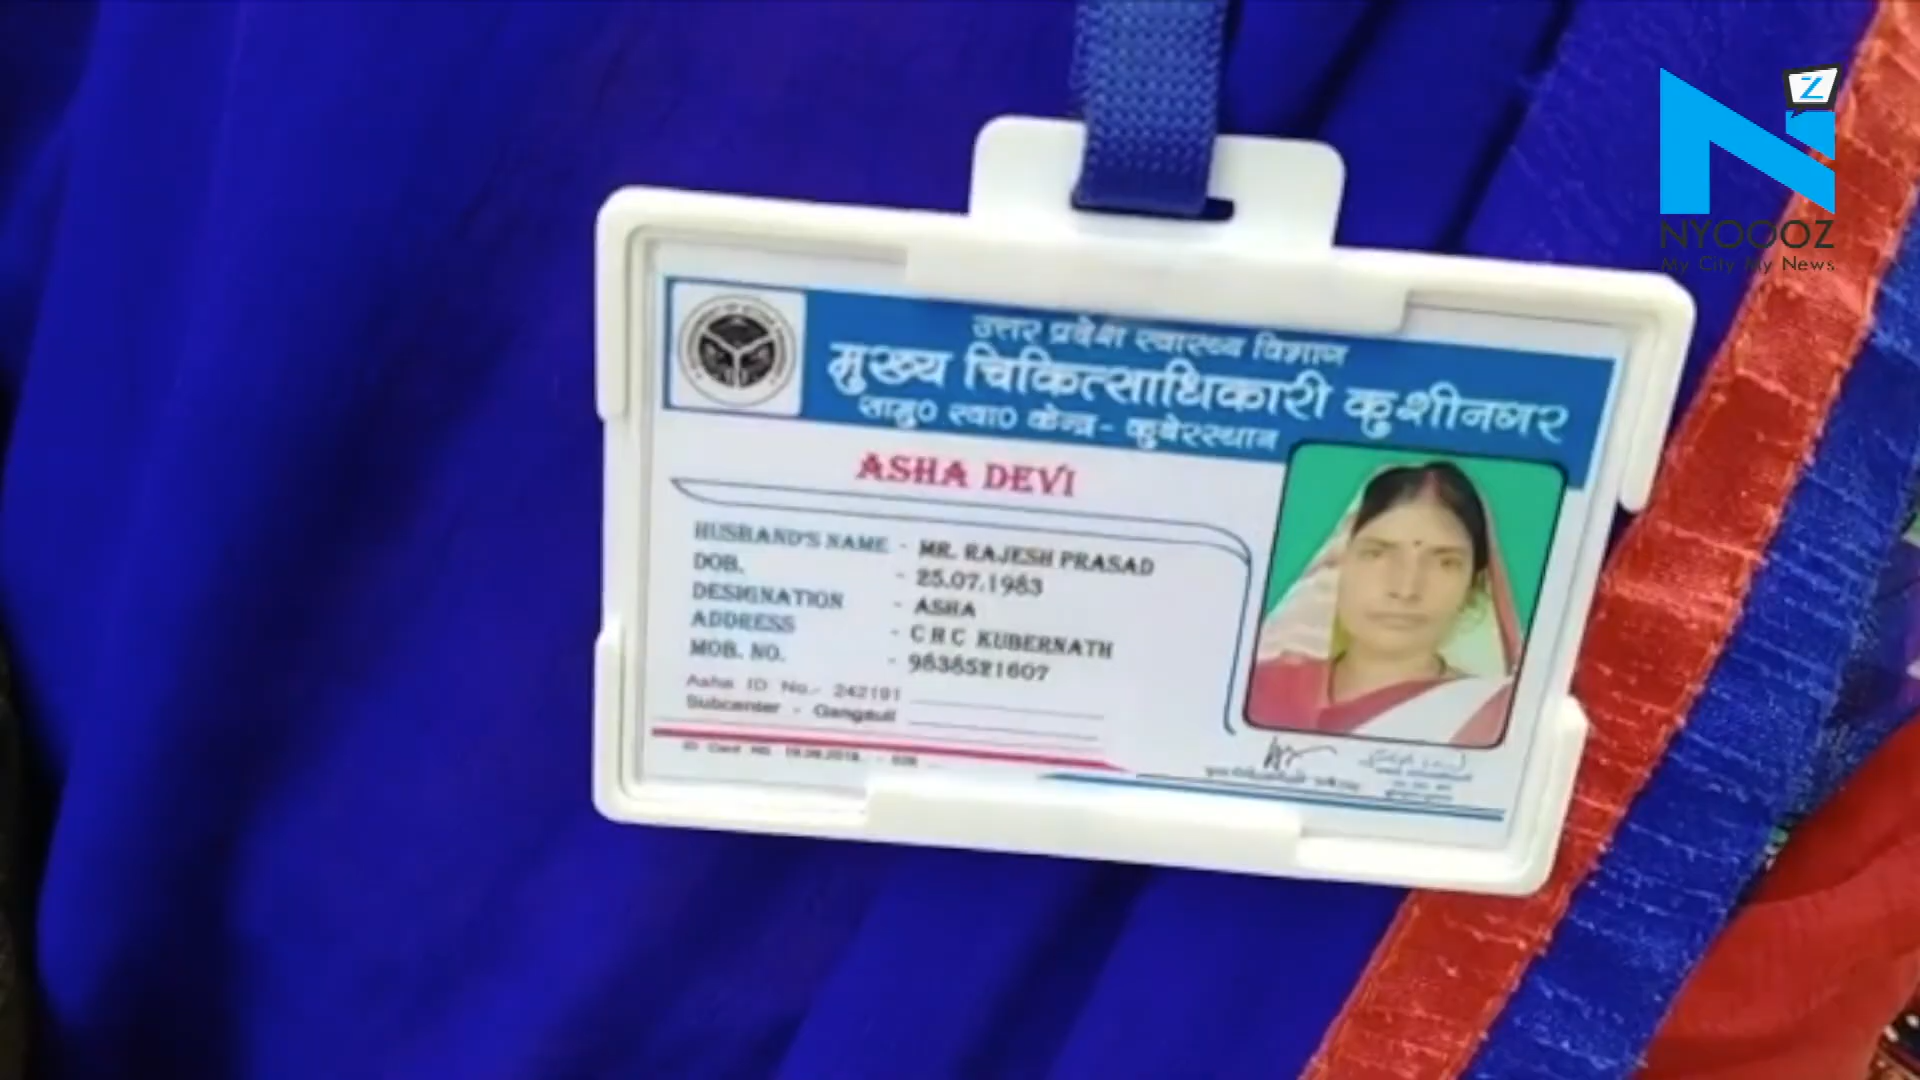 NYOOOZ
My City My News
उत्तर प्रदेश स्वास्थ्य विभाग
मुख्य चिकित्साधिकारी कुशीनगर
सामु0 स्वा0 केन्द्र- कुबेरस्थान
ASHA DEVI
HUSBAND'S NAME - MR. RAJESH PRASAD
DOB. - 25.07.1983
DESIGNATION - ASHA
ADDRESS - C H C KUBERNATH
MOB. NO. - 9838521607
Asha ID No.- 242191
Subcenter - Gangauli